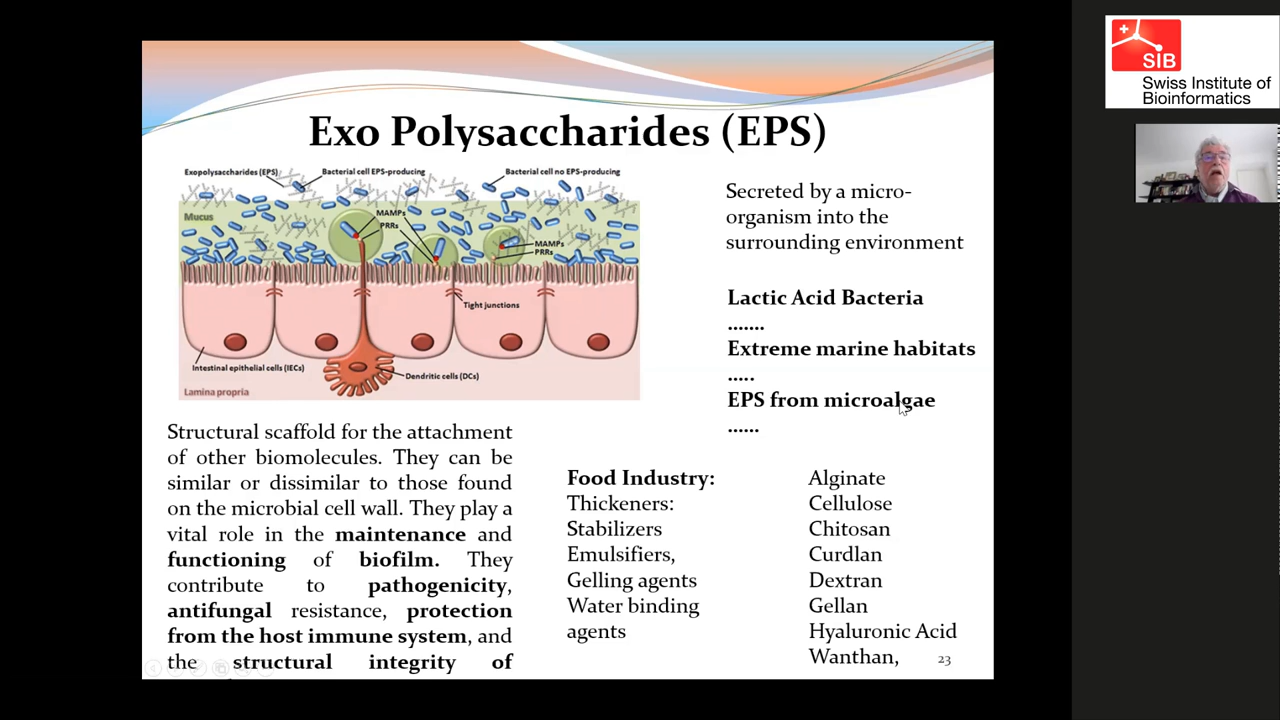 Exo Polysaccharides (EPS)
Exopolysaccharides (EPS)
Bacterial cell EPS-producing
Bacterial cell no EPS-producing
Mucus
MAMPs
PRRs
MAMPs
PRRs
Tight junctions
Intestinal epithelial cells (IECs)
Dendritic cells (DCs)
Lamina propria
Secreted by a micro-
organism into the
surrounding environment
Lactic Acid Bacteria
.......
Extreme marine habitats
.....
EPS from microalgae
......
Structural scaffold for the attachment
of other biomolecules. They can be
similar or dissimilar to those found
on the microbial cell wall. They play a
vital role in the maintenance and
functioning of biofilm. They
contribute to pathogenicity,
antifungal resistance, protection
from the host immune system, and
the structural integrity of
Food Industry:
Thickeners:
Stabilizers
Emulsifiers,
Gelling agents
Water binding
agents
Alginate
Cellulose
Chitosan
Curdlan
Dextran
Gellan
Hyaluronic Acid
Wanthan,
23
SIB
Swiss Institute of
Bioinformatics